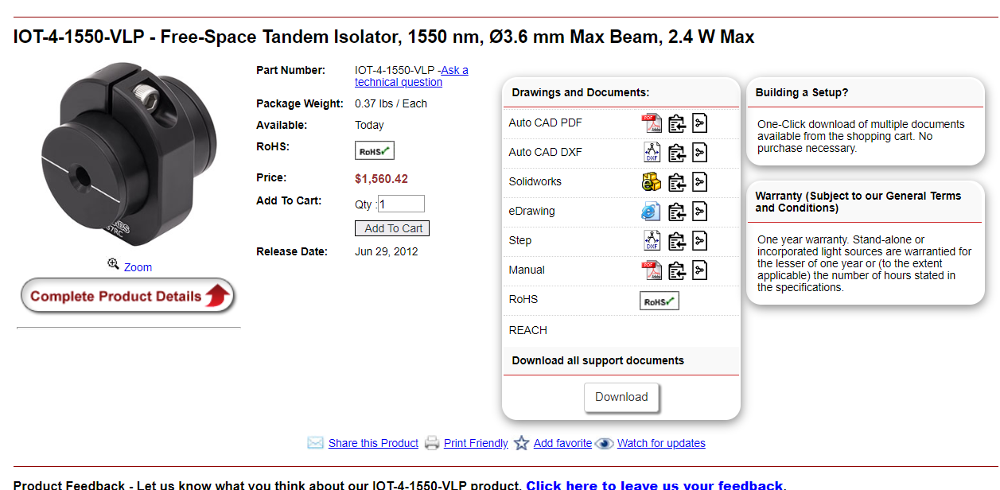 IOT-4-1550-VLP - Free-Space Tandem Isolator, 1550 nm, Ø3.6 mm Max Beam, 2.4 W Max
Part Number:
IOT-4-1550-VLP -Ask a
technical question
Package Weight:
0.37 lbs / Each
Available:
Today
RoHS:
RoHS
Price:
$1,560.42
Add To Cart:
Qty :1
Add To Cart
Release Date:
Jun 29, 2012
Zoom
Complete Product Details
Drawings and Documents:
Auto CAD PDF
PDF
Adobe
Auto CAD DXF
DXF
Solidworks
eDrawing
Step
DXF
Manual
PDF
Adobe
RoHS
RoHS
REACH
Download all support documents
Download
Building a Setup?
One-Click download of multiple documents
available from the shopping cart. No
purchase necessary.
Warranty (Subject to our General Terms
and Conditions)
One year warranty. Stand-alone or
incorporated light sources are warrantied for
the lesser of one year or (to the extent
applicable) the number of hours stated in
the specifications.
Share this Product
Print Friendly
Add favorite
Watch for updates
Product Feedback - Let us know what you think about our IOT-4-1550-VLP product. Click here to leave us your feedback.